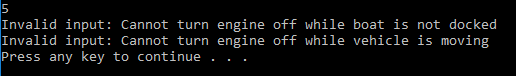 5
Invalid input: Cannot turn engine off while boat is not docked
Invalid input: Cannot turn engine off while vehicle is moving
Press any key to continue . . .